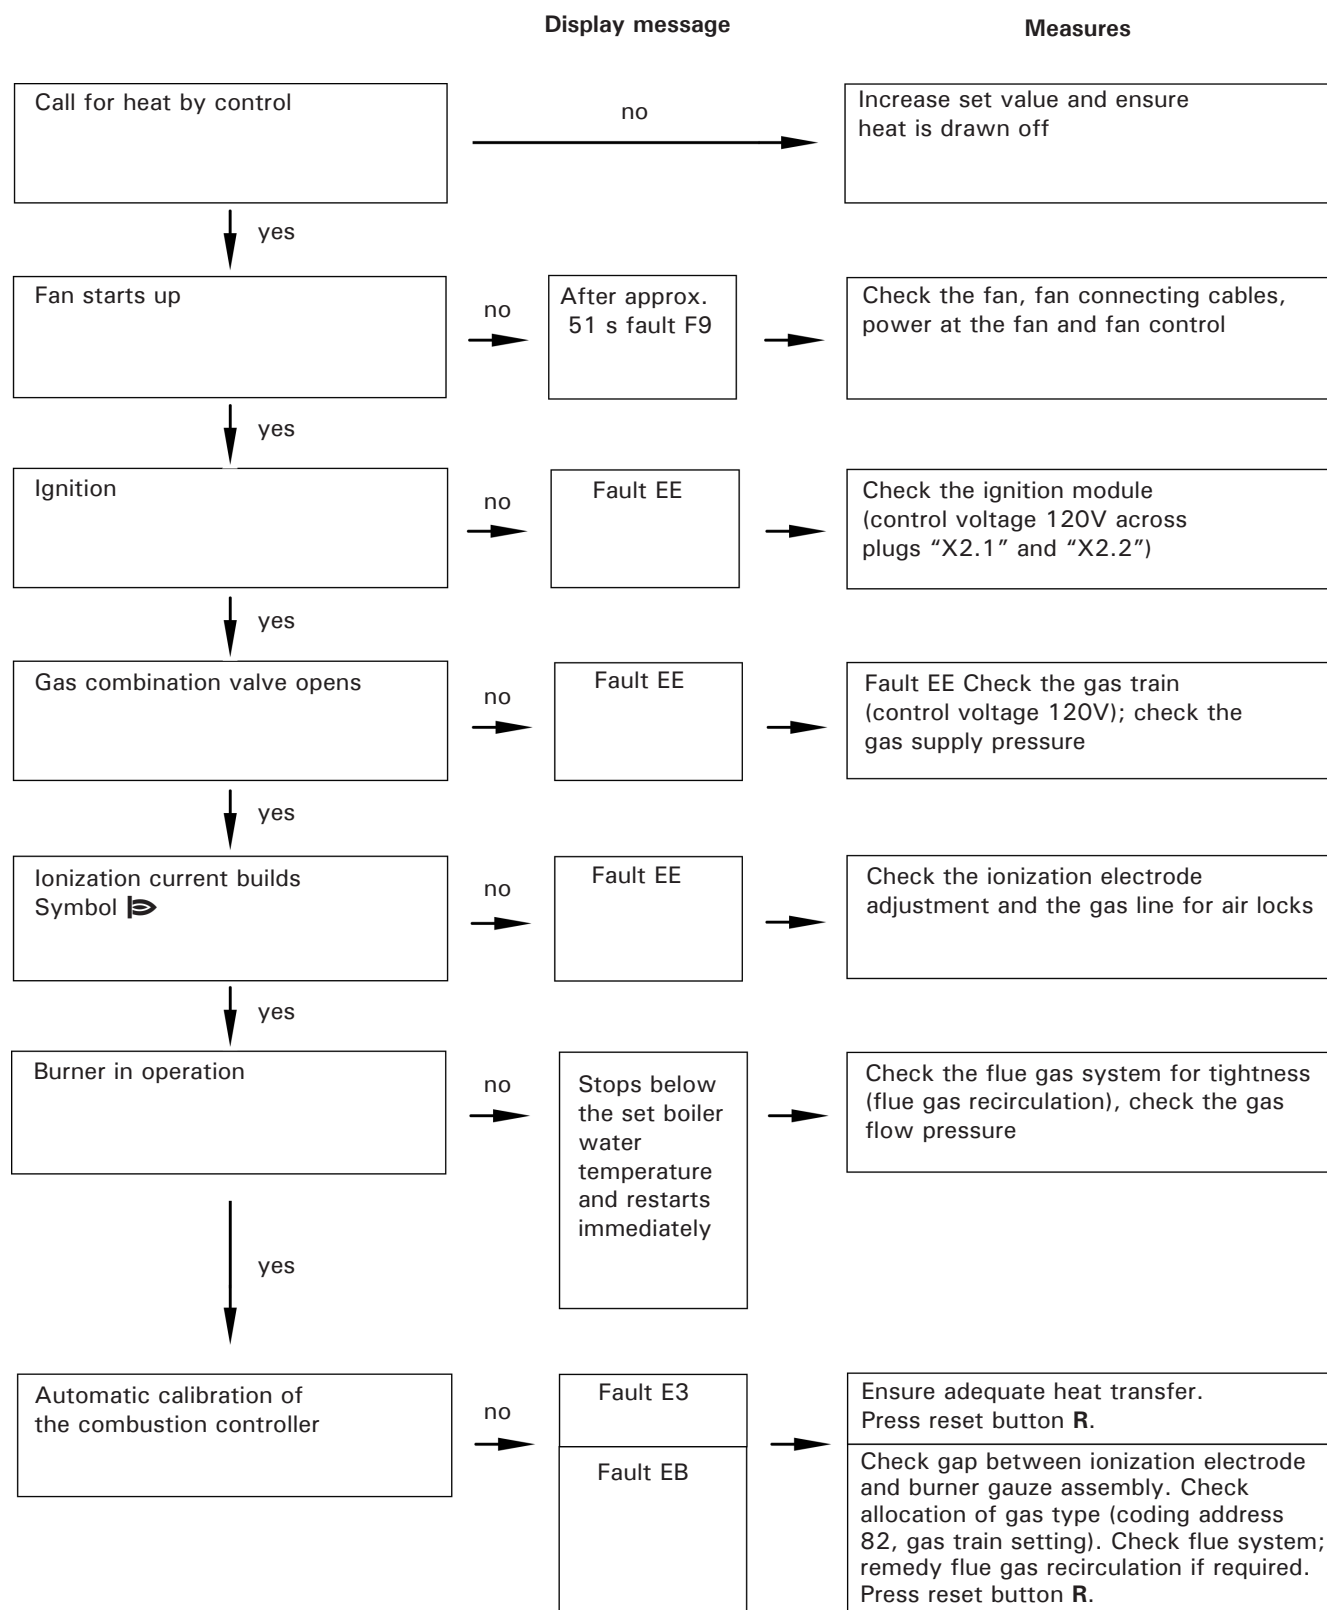 Display message
Measures
Call for heat by control
no
Increase set value and ensure
heat is drawn off
yes
Fan starts up
no
After approx.
51 s fault F9
Check the fan, fan connecting cables,
power at the fan and fan control
yes
Ignition
no
Fault EE
Check the ignition module
(control voltage 120V across
plugs “X2.1” and “X2.2”)
yes
Gas combination valve opens
no
Fault EE
Fault EE Check the gas train
(control voltage 120V); check the
gas supply pressure
yes
Ionization current builds
Symbol
no
Fault EE
Check the ionization electrode
adjustment and the gas line for air locks
yes
Burner in operation
no
Stops below
the set boiler
water
temperature
and restarts
immediately
Check the flue gas system for tightness
(flue gas recirculation), check the gas
flow pressure
yes
Automatic calibration of
the combustion controller
no
Fault E3
Ensure adequate heat transfer.
Press reset button R.
Fault EB
Check gap between ionization electrode
and burner gauze assembly. Check
allocation of gas type (coding address
82, gas train setting). Check flue system;
remedy flue gas recirculation if required.
Press reset button R.